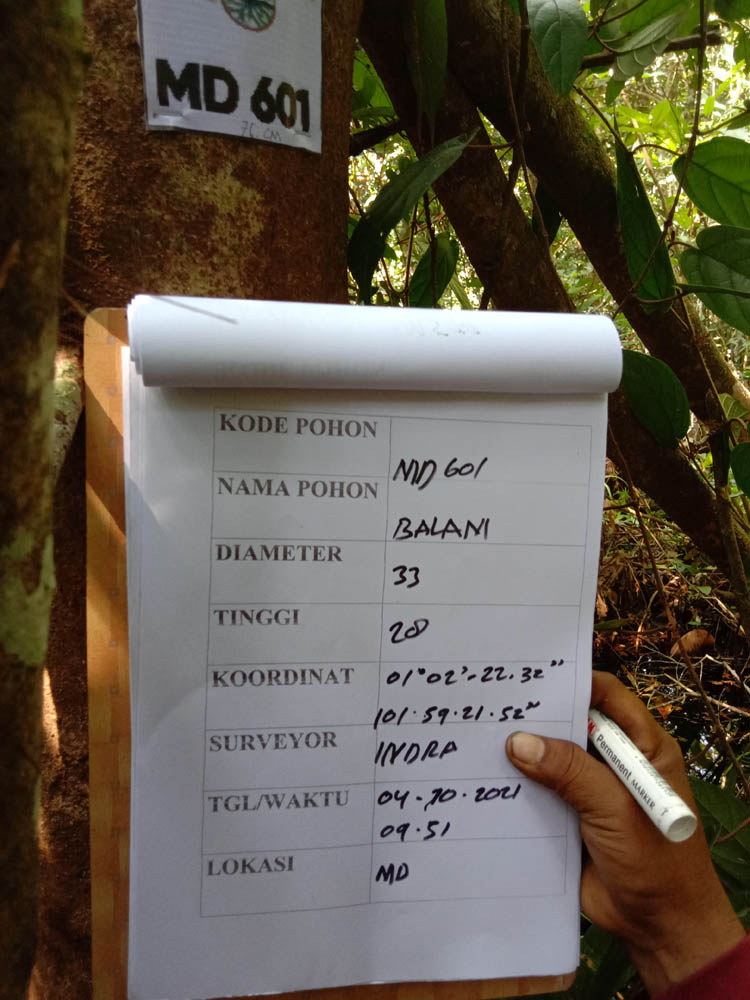 MD 601
76 cm
KODE POHON
MD 601
NAMA POHON
BALANI
DIAMETER
33
TINGGI
28
KOORDINAT
01°02'-22.32"
101.59.21.52"
SURVEYOR
INDRA
TGL/WAKTU
04-10-2021
09.51
LOKASI
MD
Permanent MARKER